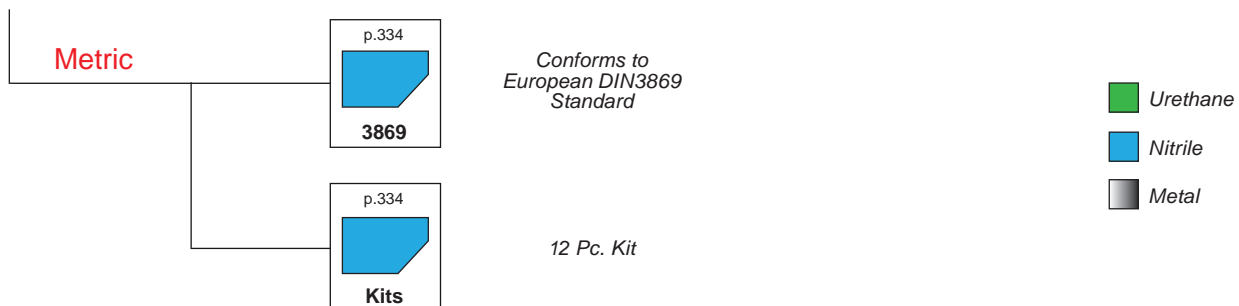 p.334
Metric
Conforms to
European DIN3869
Standard
3869
Urethane
Nitrile
Metal
p.334
12 Pc. Kit
Kits